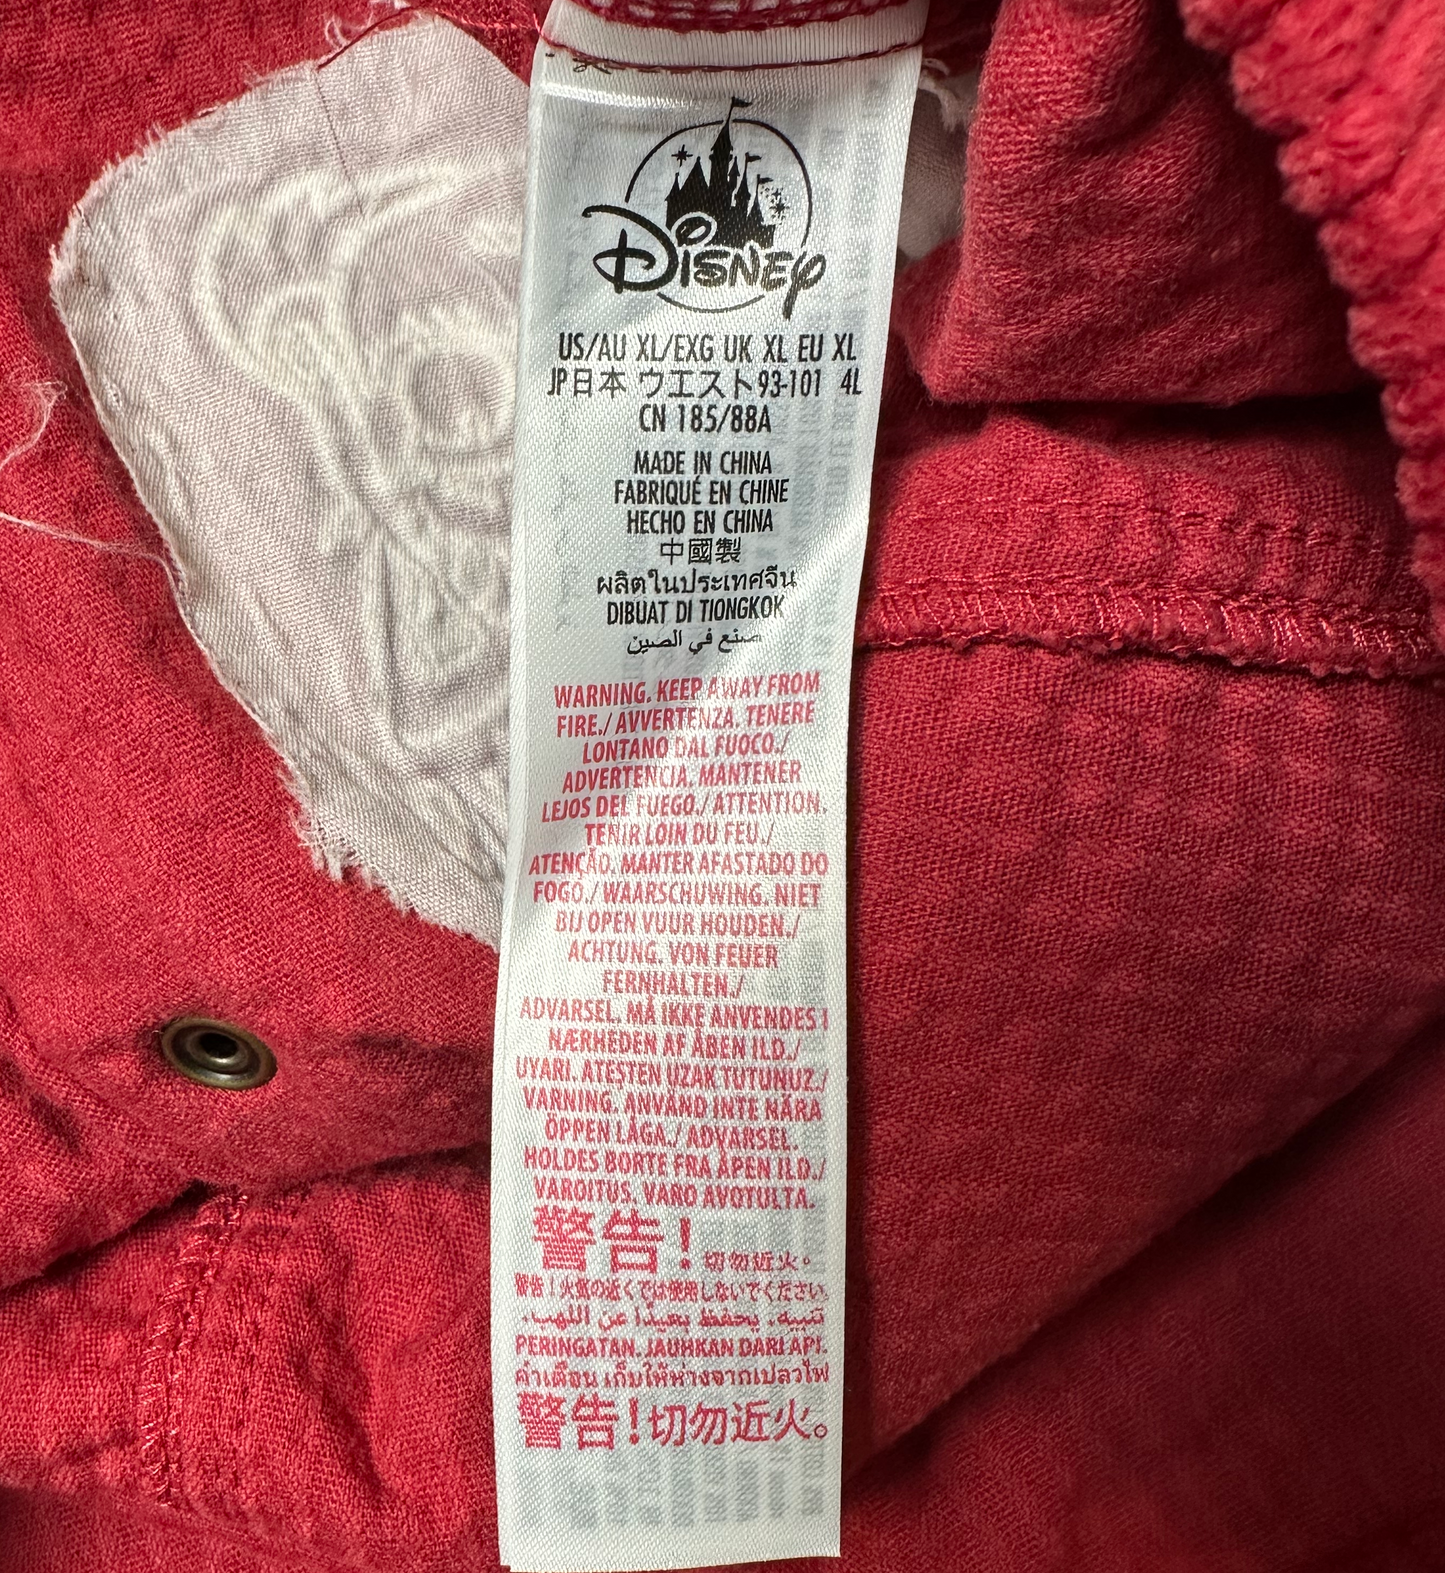 Disney
US/AU XL/EXG UK XL EU XL
JP日本 ウエスト93-101 4L
CN 185/88A
MADE IN CHINA
FABRIQUÉ EN CHINE
HECHO EN CHINA
中國製
ผลิตในประเทศจีน
DIBUAT DI TIONGKOK
صنع في الصين
WARNING. KEEP AWAY FROM
FIRE./ AVVERTENZA. TENERE
LONTANO DAL FUOCO./
ADVERTENCIA. MANTENER
LEJOS DEL FUEGO./ ATTENTION.
TENIR LOIN DU FEU./
ATENÇÃO. MANTER AFASTADO DO
FOGO./ WAARSCHUWING. NIET
BIJ OPEN VUUR HOUDEN./
ACHTUNG. VON FEUER
FERNHALTEN./
ADVARSEL. MÅ IKKE ANVENDES I
NÆRHEDEN AF ÅBEN ILD./
UYARI. ATEŞTEN UZAK TUTUNUZ./
VARNING. ANVÄND INTE NÄRA
ÖPPEN LÅGA./ ADVARSEL.
HOLDES BORTE FRA ÅPEN ILD./
VAROITUS. VARO AVOTULTA.
警告！切勿近火。
警告！火気の近くでは使用しないでください。
تنبيه. يحفظ بعيدًا عن اللهب.
PERINGATAN. JAUHKAN DARI API.
คำเตือน เก็บให้ห่างจากเปลวไฟ
警告！切勿近火。